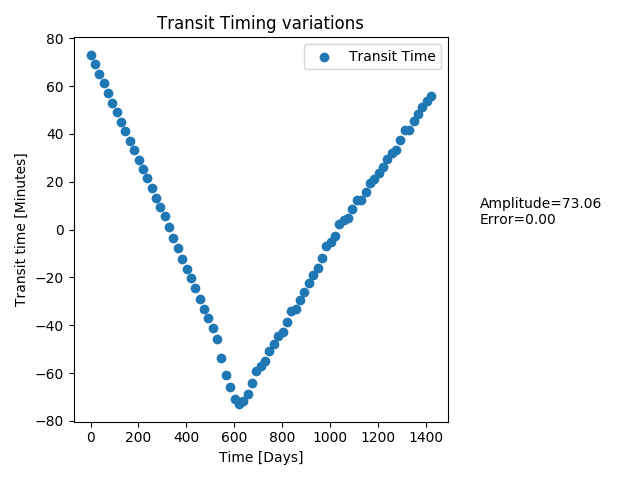 Transit Timing variations
80
60
40
20
0
−20
−40
−60
−80
Transit time [Minutes]
Transit Time
Amplitude=73.06
Error=0.00
0 200 400 600 800 1000 1200 1400
Time [Days]